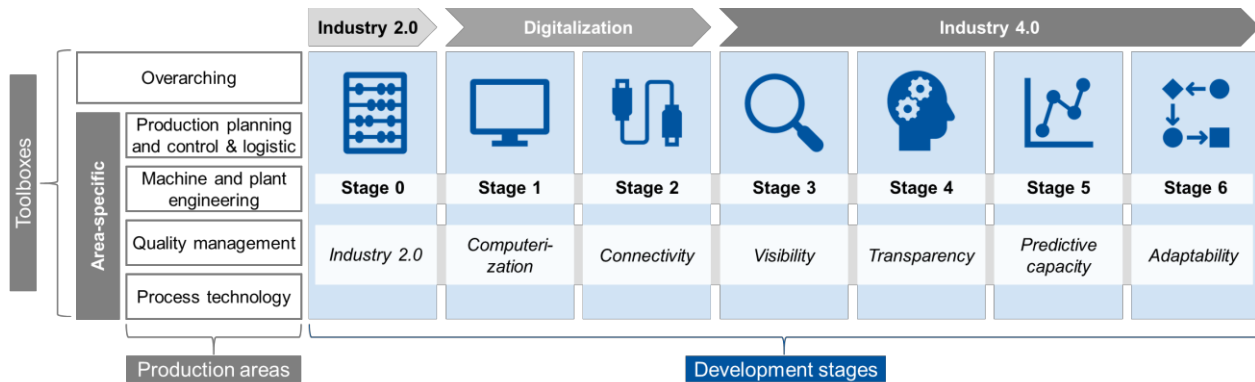 Industry 2.0
Digitalization
Industry 4.0
Toolboxes
Overarching
Area-specific
Production planning
and control & logistic
Machine and plant
engineering
Quality management
Process technology
Stage 0
Stage 1
Stage 2
Stage 3
Stage 4
Stage 5
Stage 6
Industry 2.0
Computeri-
zation
Connectivity
Visibility
Transparency
Predictive
capacity
Adaptability
Production areas
Development stages